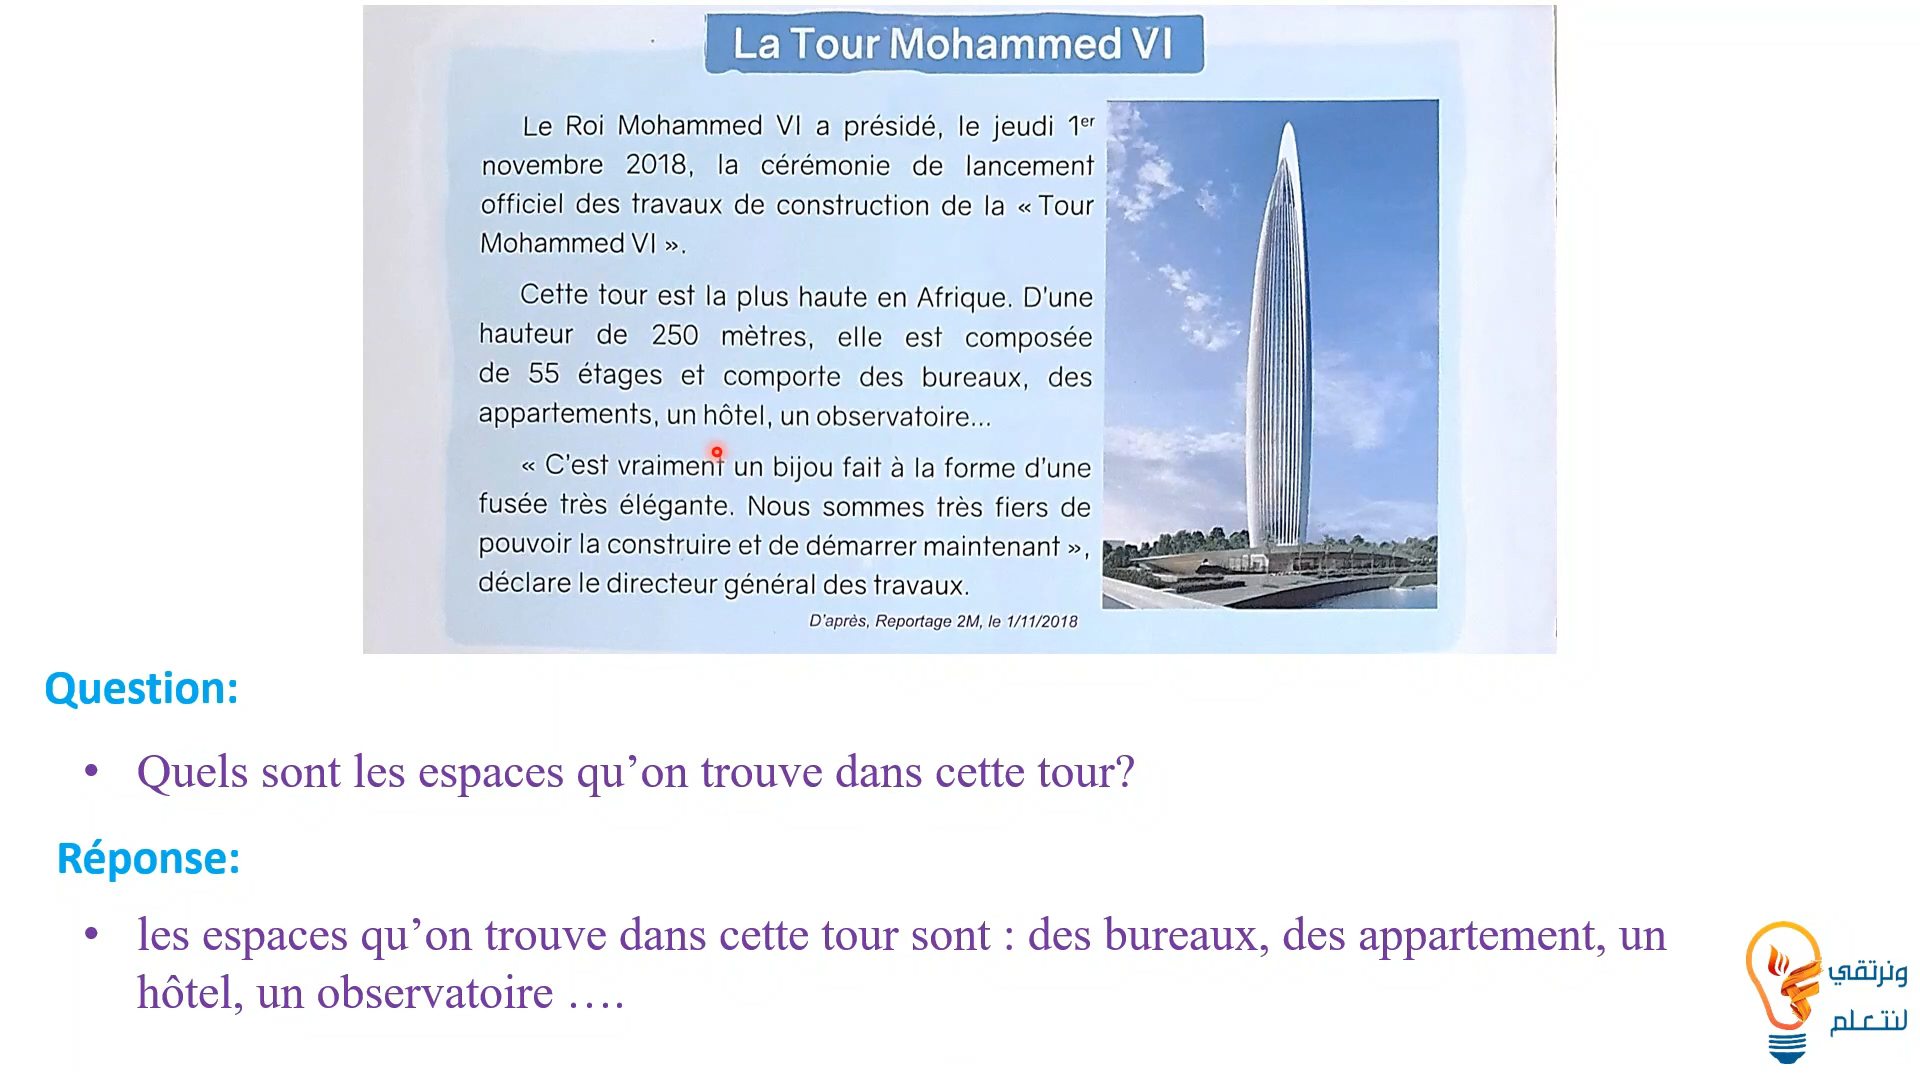 La Tour Mohammed VI
Le Roi Mohammed VI a présidé, le jeudi 1er
novembre 2018, la cérémonie de lancement
officiel des travaux de construction de la « Tour
Mohammed VI ».
Cette tour est la plus haute en Afrique. D'une
hauteur de 250 mètres, elle est composée
de 55 étages et comporte des bureaux, des
appartements, un hôtel, un observatoire...
« C'est vraiment un bijou fait à la forme d'une
fusée très élégante. Nous sommes très fiers de
pouvoir la construire et de démarrer maintenant »,
déclare le directeur général des travaux.
D'après, Reportage 2M, le 1/11/2018
Question:
• Quels sont les espaces qu’on trouve dans cette tour?
Réponse:
• les espaces qu’on trouve dans cette tour sont : des bureaux, des appartement, un
hôtel, un observatoire ….
ونرتقي
لنتعلم